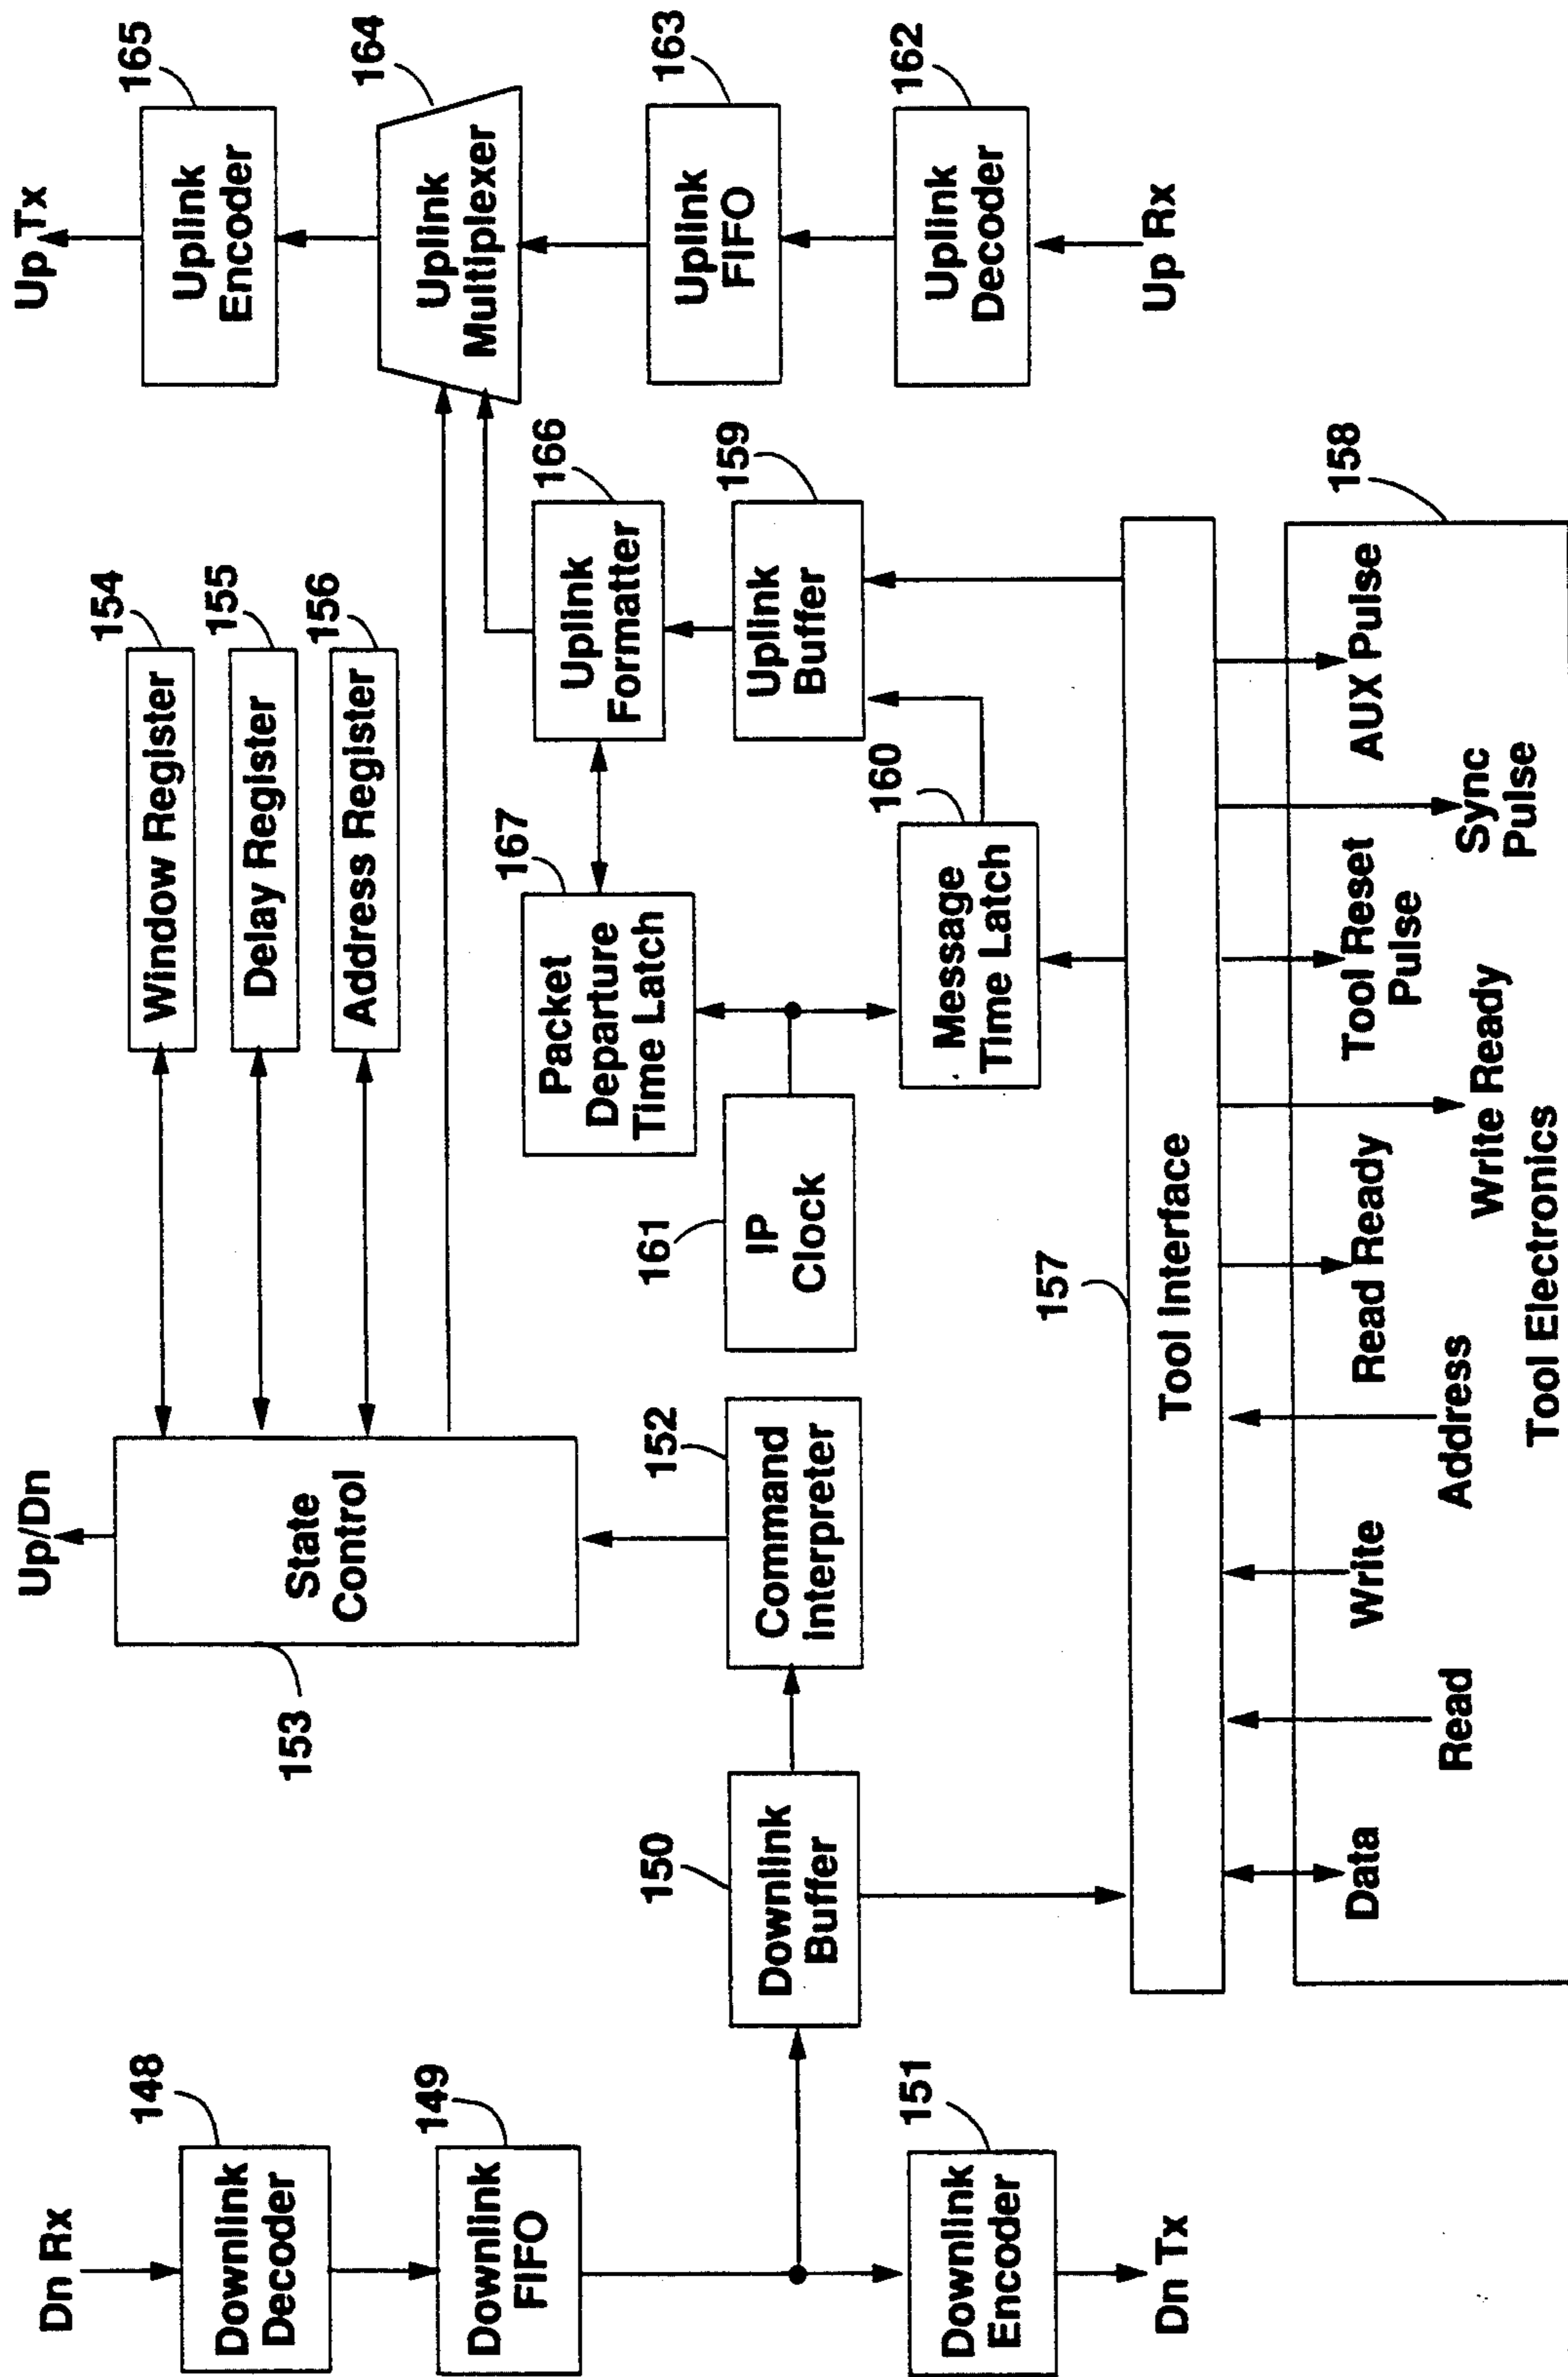 Dn Rx
148
Downlink
Decoder
149
Downlink
FIFO
151
Downlink
Encoder
Dn Tx
150
Downlink
Buffer
Up/Dn
153
State
Control
152
Command
interpreter
154
Window Register
155
Delay Register
156
Address Register
161
IP
Clock
167
Packet
Departure
Time Latch
160
Message
Time Latch
166
Uplink
Formatter
159
Uplink
Buffer
Up Tx
165
Uplink
Encoder
164
Uplink
Multiplexer
163
Uplink
FIFO
162
Uplink
Decoder
Up Rx
157
Tool Interface
158
Data
Read
Write
Address
Read Ready
Write Ready
Tool Reset
Pulse
Sync
Pulse
AUX Pulse
Tool Electronics